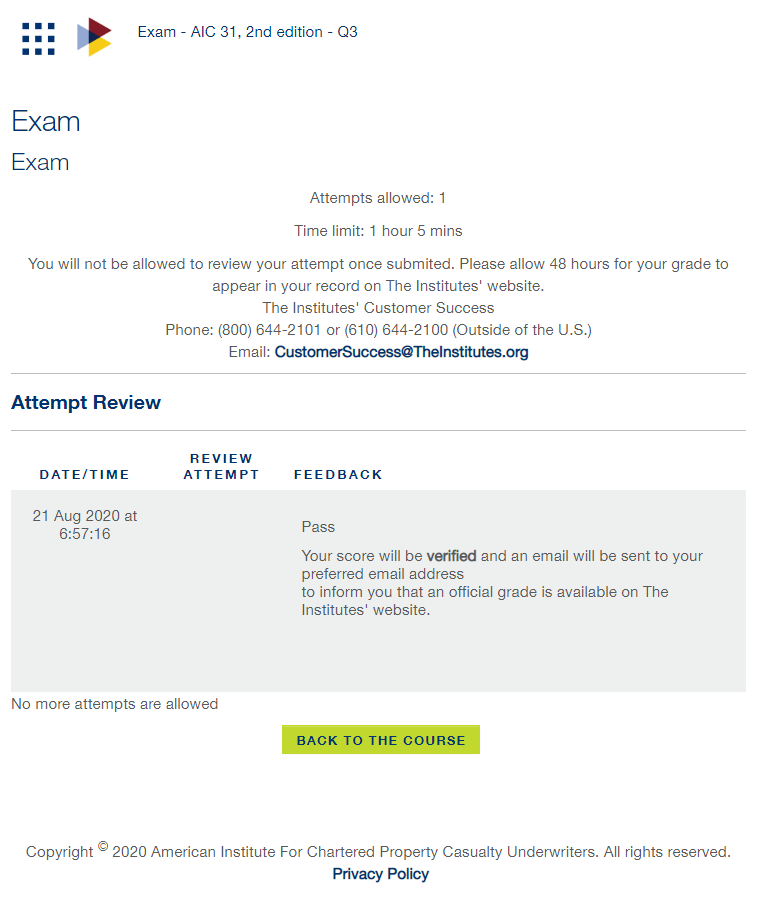 Exam - AIC 31, 2nd edition - Q3
Exam
Exam
Attempts allowed: 1
Time limit: 1 hour 5 mins
You will not be allowed to review your attempt once submited. Please allow 48 hours for your grade to
appear in your record on The Institutes' website.
The Institutes' Customer Success
Phone: (800) 644-2101 or (610) 644-2100 (Outside of the U.S.)
Email: CustomerSuccess@TheInstitutes.org
Attempt Review
DATE/TIME
REVIEW
ATTEMPT
FEEDBACK
21 Aug 2020 at
6:57:16
Pass
Your score will be verified and an email will be sent to your
preferred email address
to inform you that an official grade is available on The
Institutes' website.
No more attempts are allowed
BACK TO THE COURSE
Copyright © 2020 American Institute For Chartered Property Casualty Underwriters. All rights reserved.
Privacy Policy